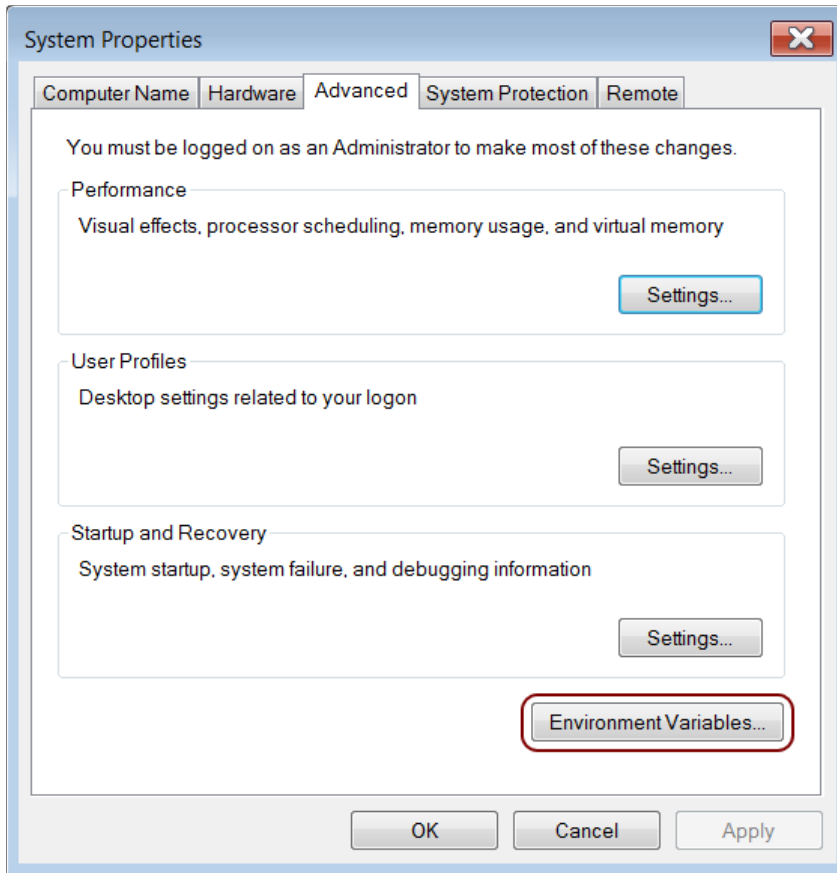 System Properties
Computer Name Hardware Advanced System Protection Remote
You must be logged on as an Administrator to make most of these changes.
Performance
Visual effects, processor scheduling, memory usage, and virtual memory
Settings...
User Profiles
Desktop settings related to your logon
Settings...
Startup and Recovery
System startup, system failure, and debugging information
Settings...
Environment Variables...
OK Cancel Apply